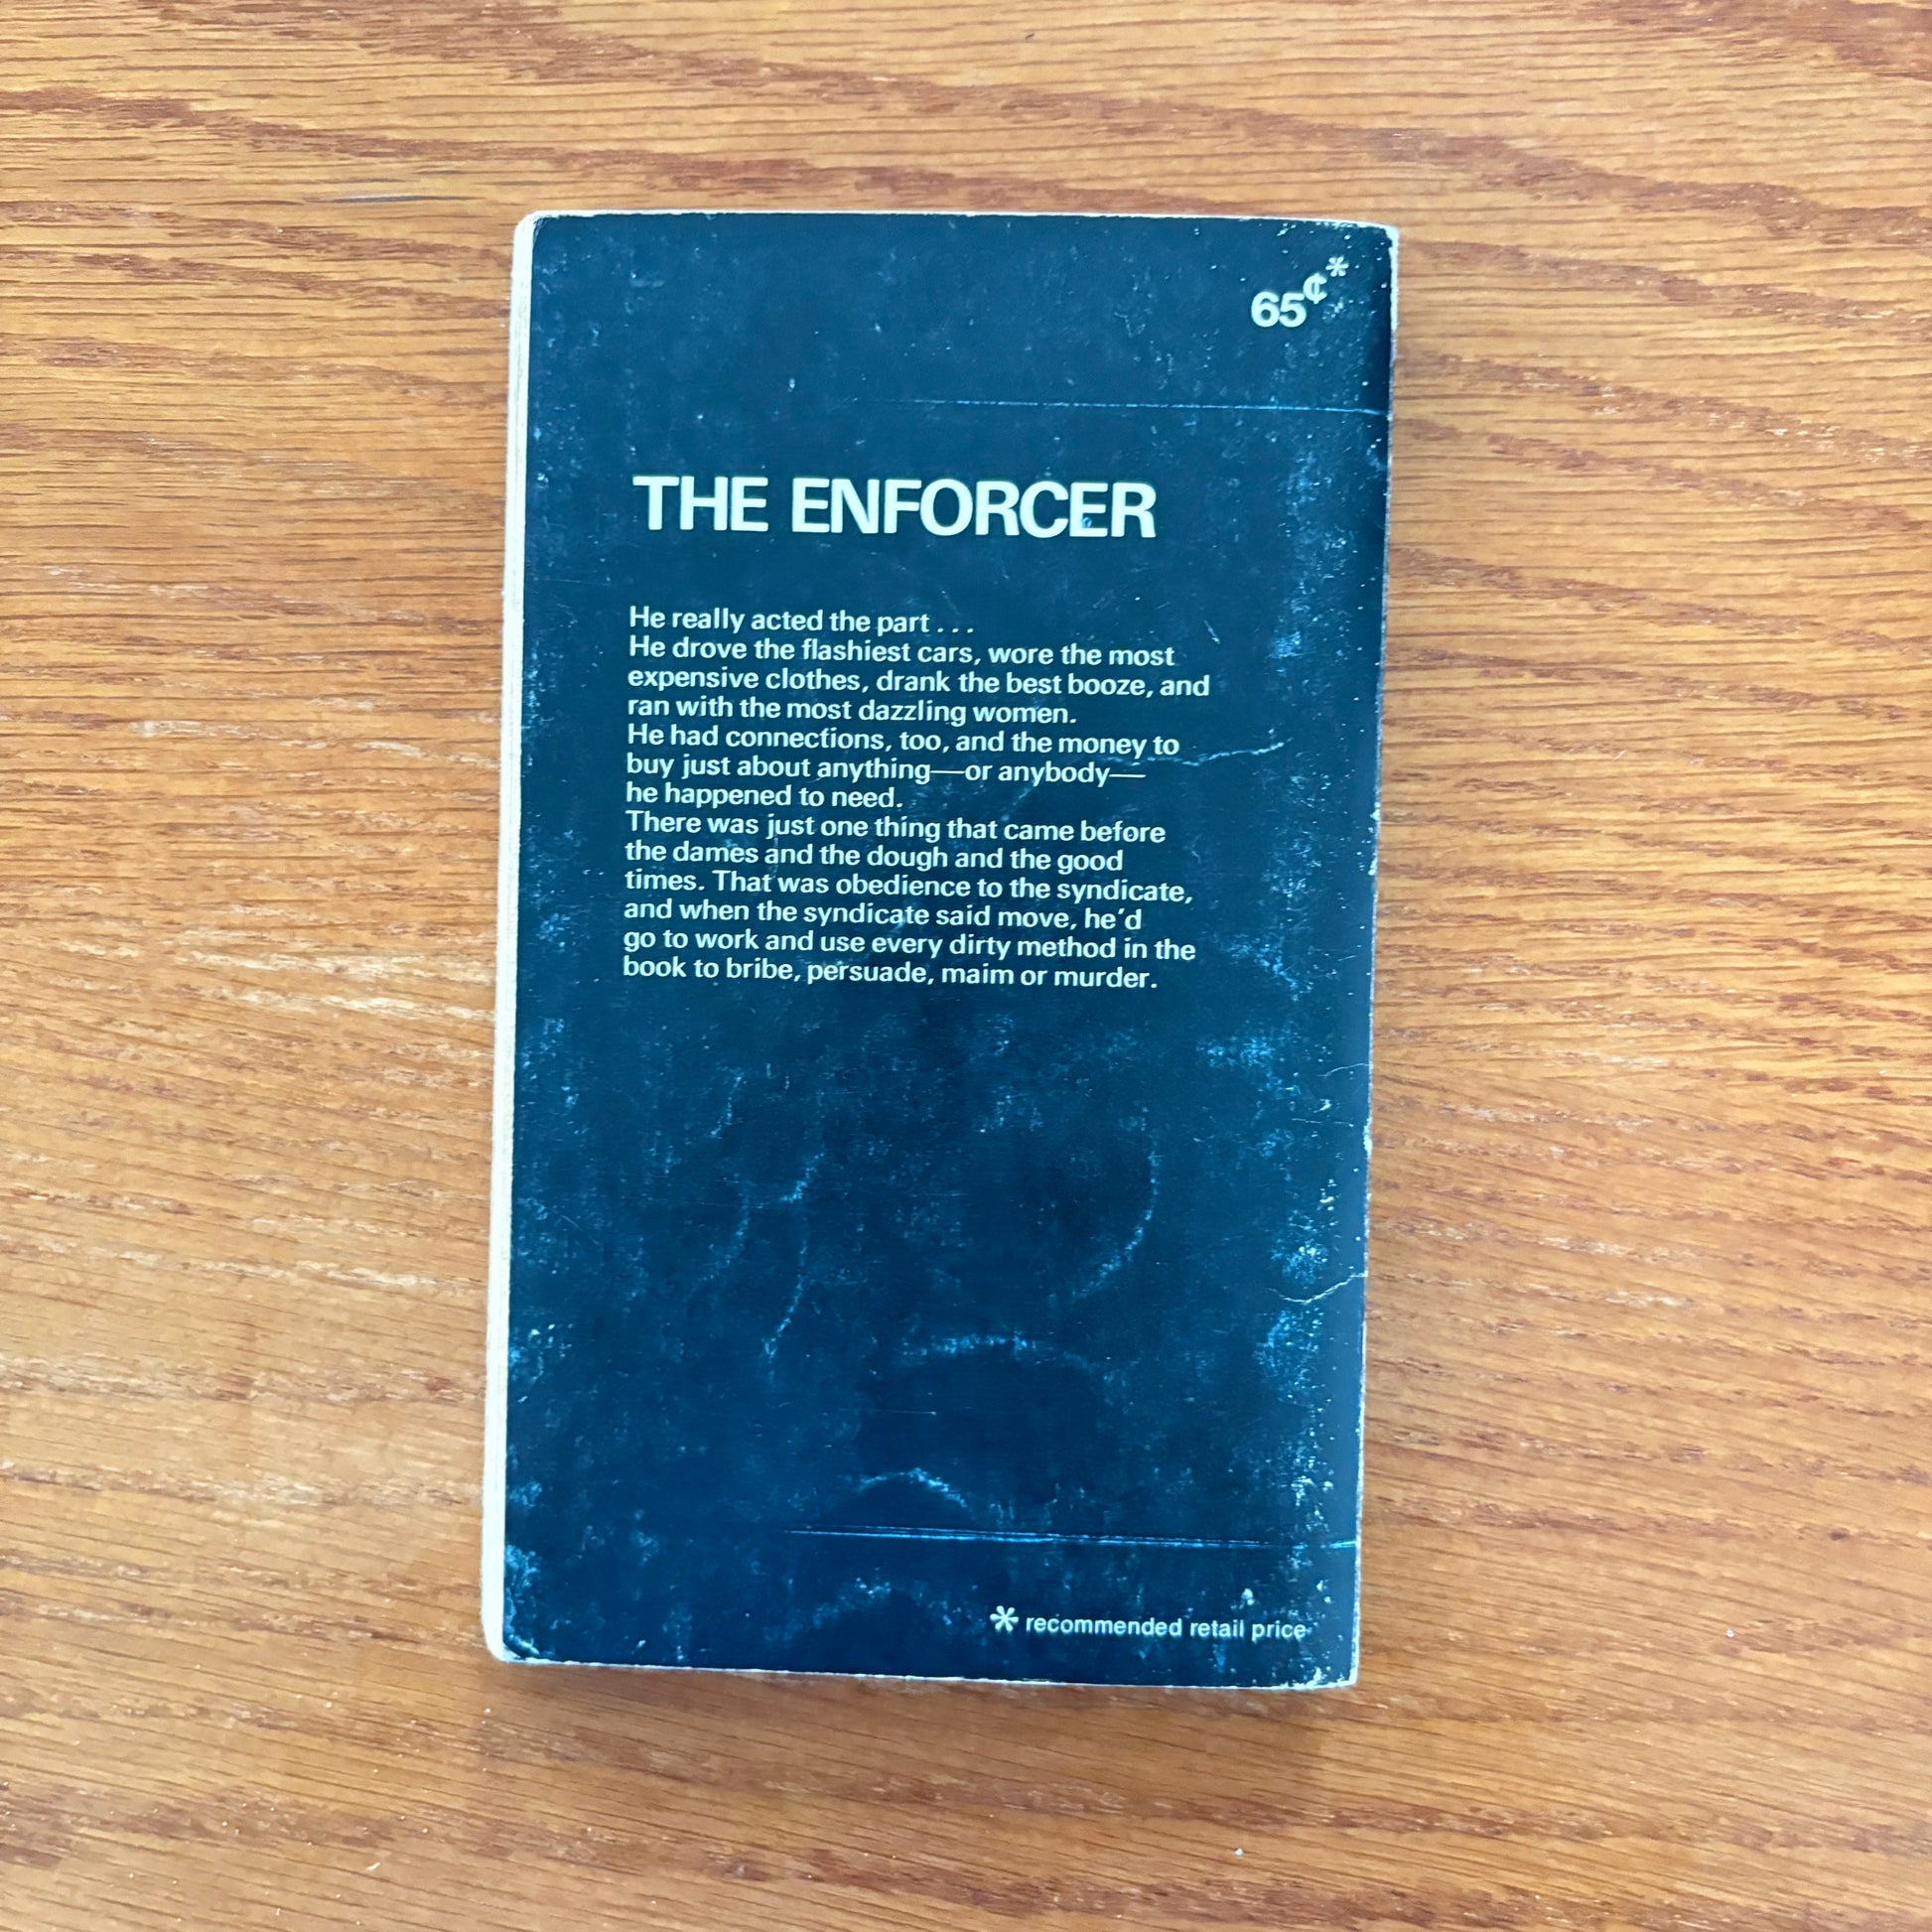 65¢*
THE ENFORCER
He really acted the part . . .
He drove the flashiest cars, wore the most
expensive clothes, drank the best booze, and
ran with the most dazzling women.
He had connections, too, and the money to
buy just about anything—or anybody—
he happened to need.
There was just one thing that came before
the dames and the dough and the good
times. That was obedience to the syndicate,
and when the syndicate said move, he'd
go to work and use every dirty method in the
book to bribe, persuade, maim or murder.
* recommended retail price